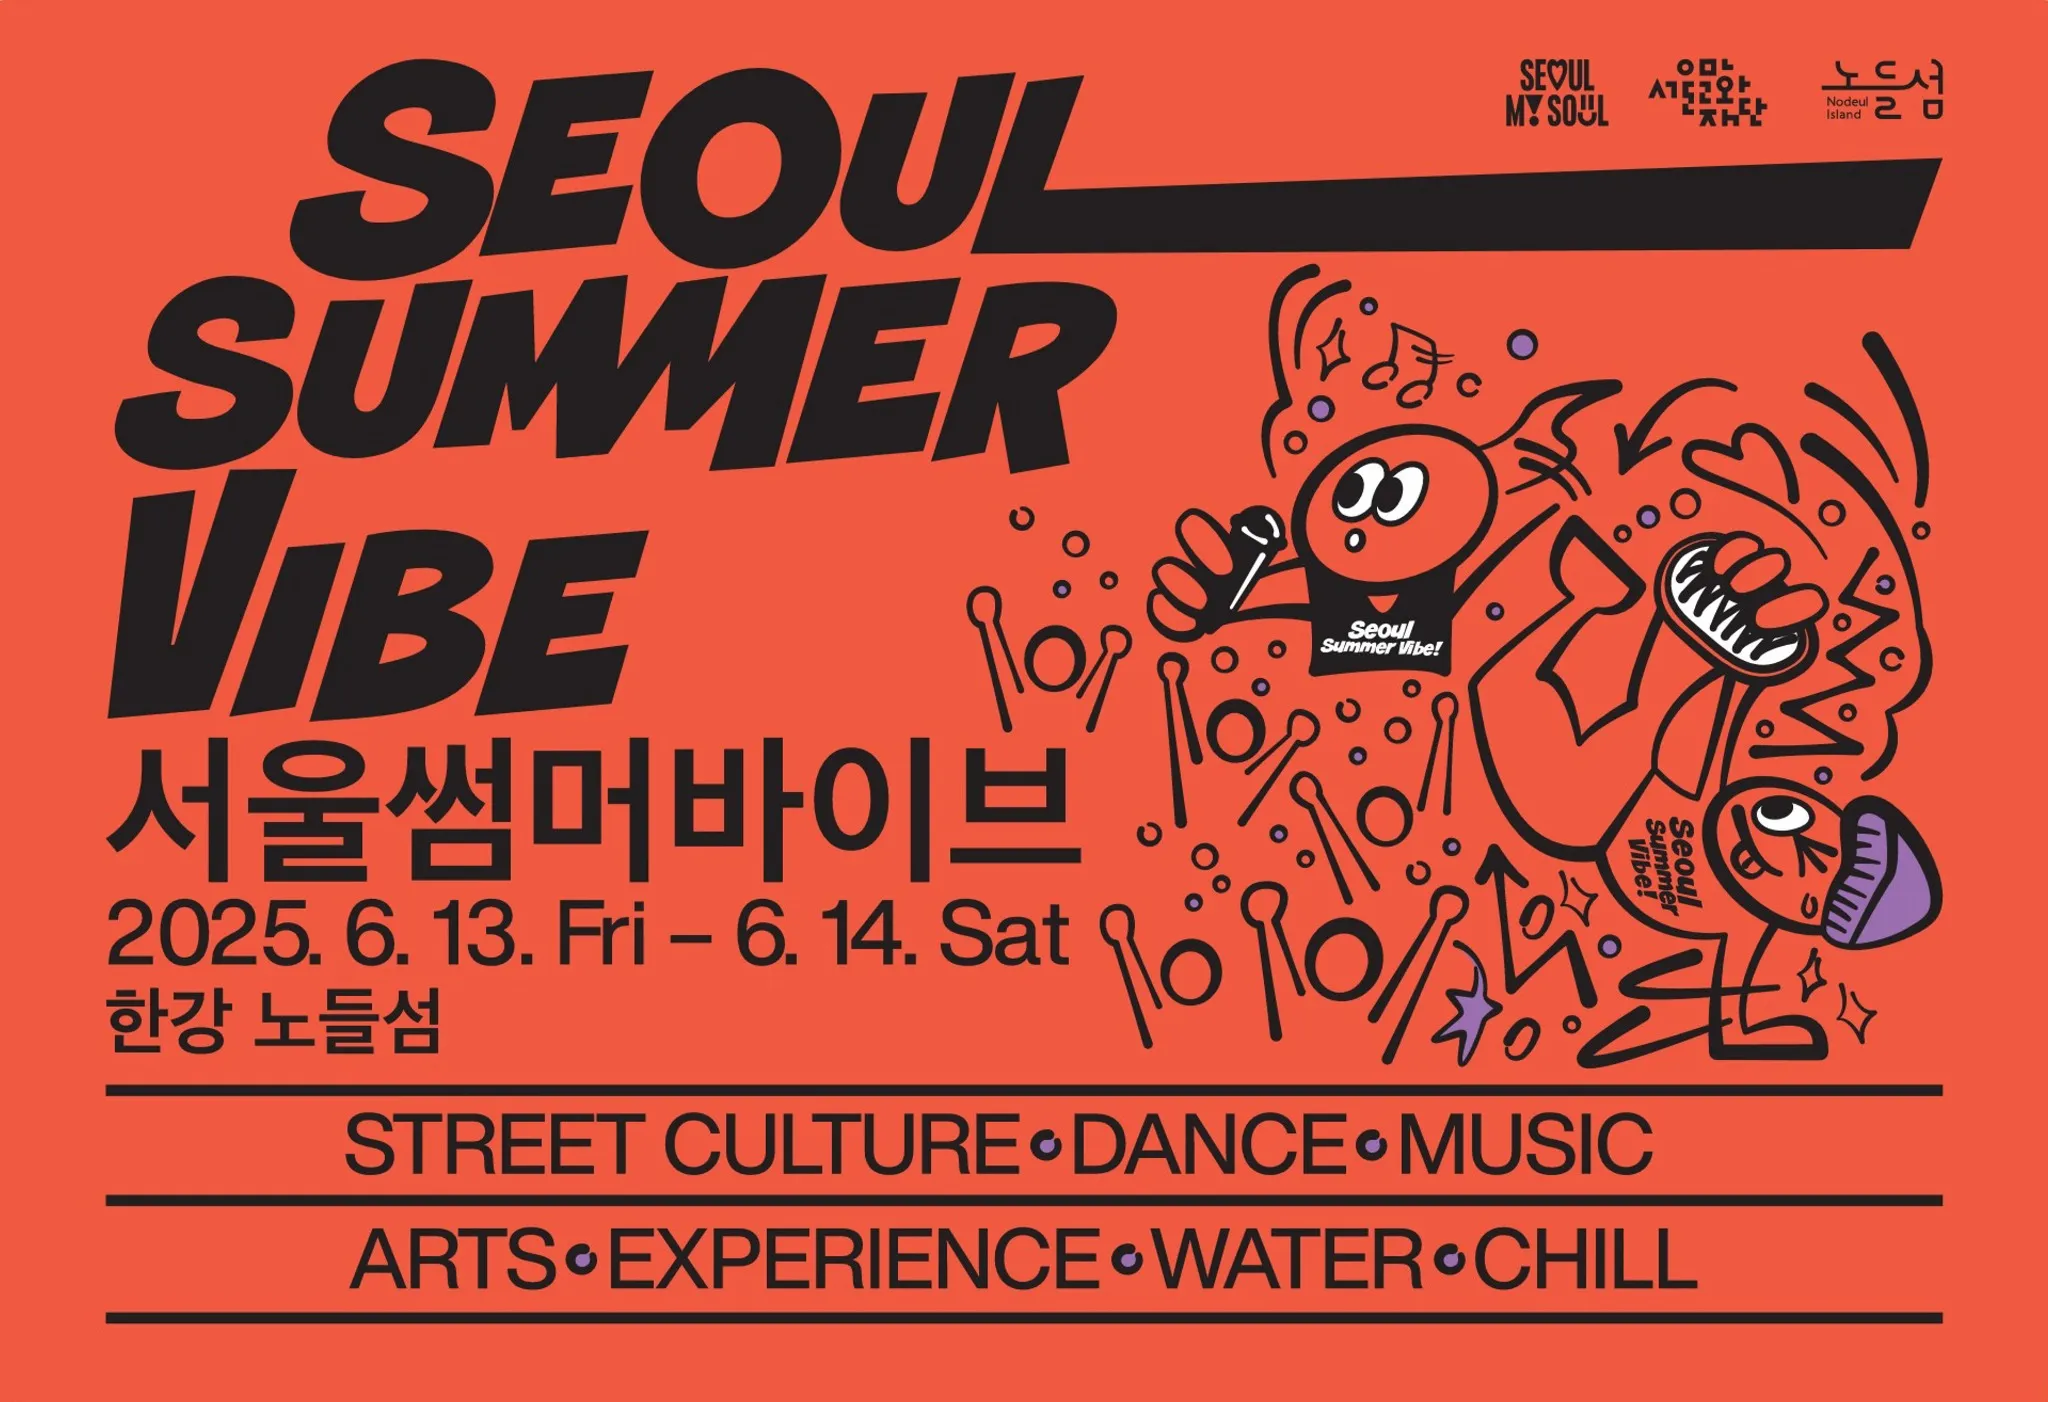 SEOUL
MY SOUL
서울문화재단
노들섬
Nodeul
Island
SEOUL
SUMMER
VIBE
서울썸머바이브
2025. 6. 13. Fri – 6. 14. Sat
한강 노들섬
Seoul
Summer Vibe!
Seoul
Summer
Vibe!
STREET CULTURE•DANCE•MUSIC
ARTS•EXPERIENCE•WATER•CHILL